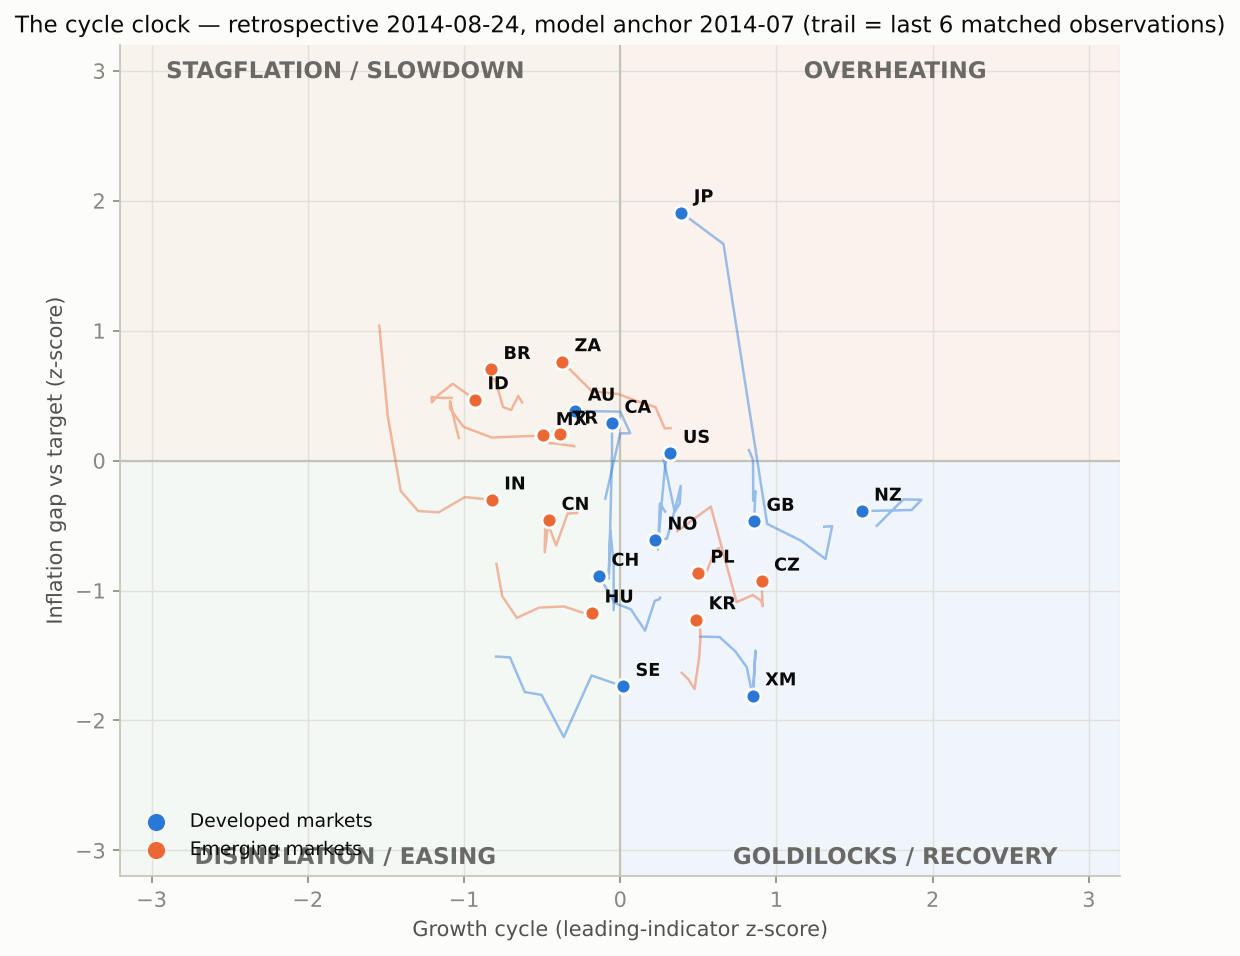 The cycle clock — retrospective 2014-08-24, model anchor 2014-07 (trail = last 6 matched observations)
STAGFLATION / SLOWDOWN
OVERHEATING
3
2
1
0
−1
−2
−3
Inflation gap vs target (z-score)
JP
BR
ZA
ID
AU
CA
MX
TR
US
IN
CN
NZ
GB
NO
CH
PL
CZ
HU
KR
SE
XM
Developed markets
Emerging markets
DISINFLATION / EASING
GOLDILOCKS / RECOVERY
−3
−2
−1
0
1
2
3
Growth cycle (leading-indicator z-score)